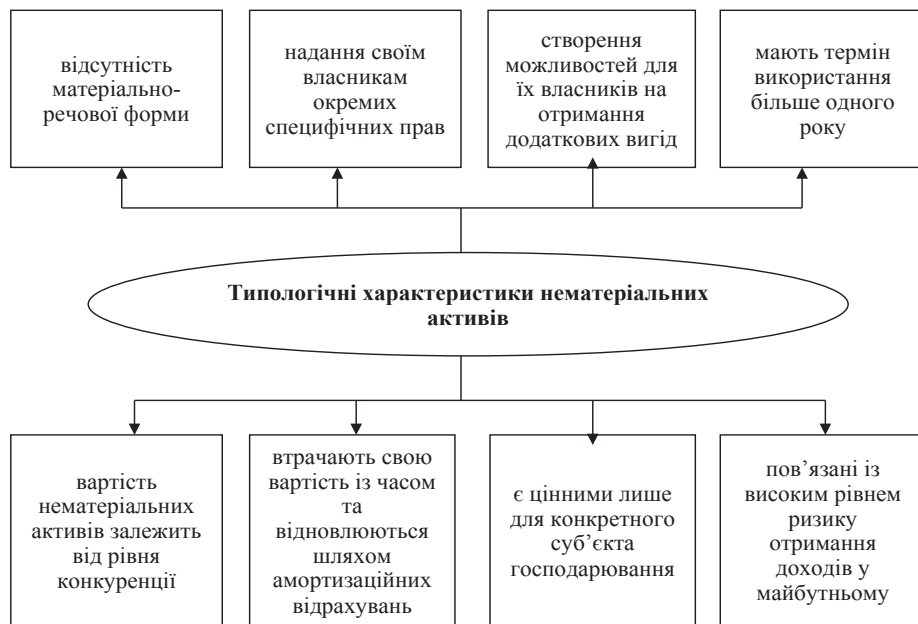 відсутність
матеріально-
речової форми
надання своїм
власникам
окремих
специфічних прав
створення
можливостей для
їх власників на
отримання
додаткових вигід
мають термін
використання
більше одного
року
Типологічні характеристики нематеріальних
активів
вартість
нематеріальних
активів залежить
від рівня
конкуренції
втрачають свою
вартість із часом
та
відновлюються
шляхом
амортизаційних
відрахувань
є цінними лише
для конкретного
суб’єкта
господарювання
пов’язані із
високим рівнем
ризику
отримання
доходів у
майбутньому